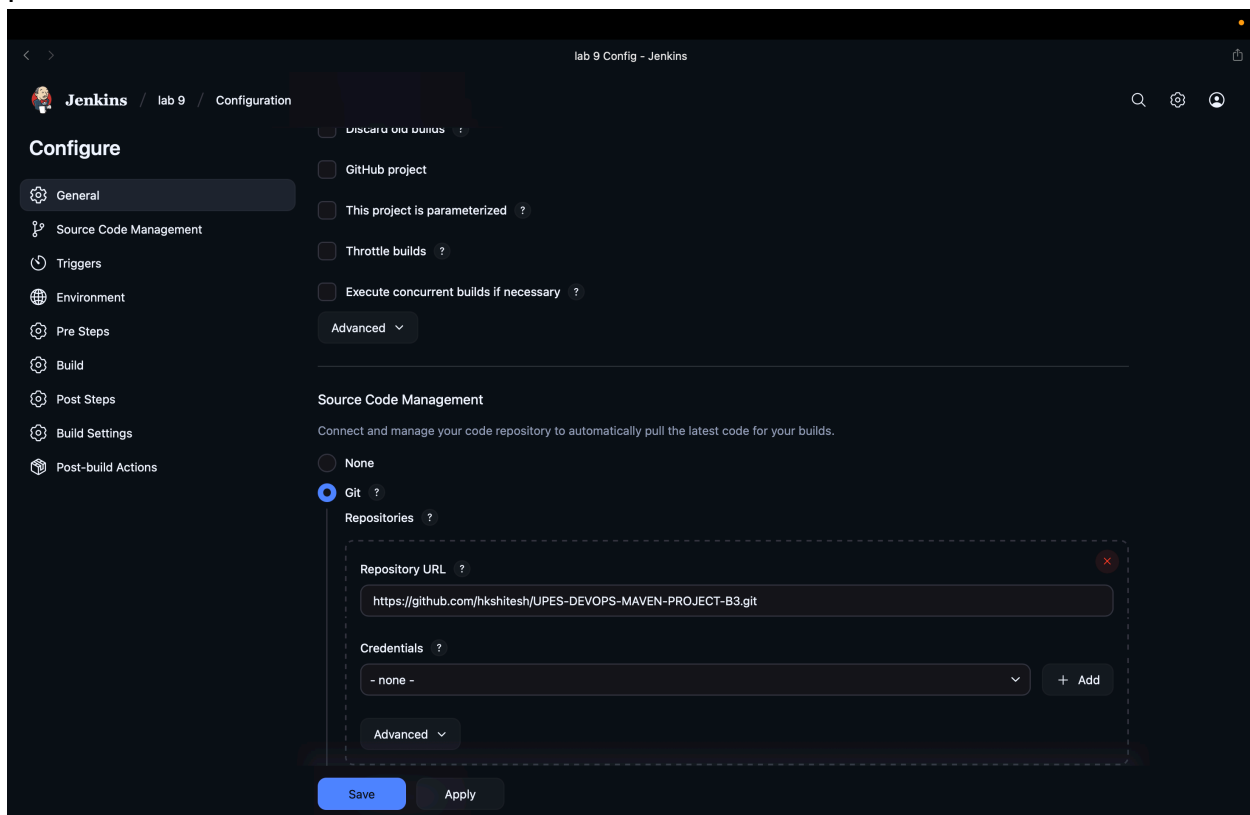 lab 9 Config - Jenkins
Jenkins / lab 9 / Configuration
Configure
General
Source Code Management
Triggers
Environment
Pre Steps
Build
Post Steps
Build Settings
Post-build Actions
Discard old builds ?
GitHub project
This project is parameterized ?
Throttle builds ?
Execute concurrent builds if necessary ?
Advanced
Source Code Management
Connect and manage your code repository to automatically pull the latest code for your builds.
None
Git ?
Repositories ?
Repository URL ?
https://github.com/hkshitesh/UPES-DEVOPS-MAVEN-PROJECT-B3.git
Credentials ?
- none -
+ Add
Advanced
Save Apply